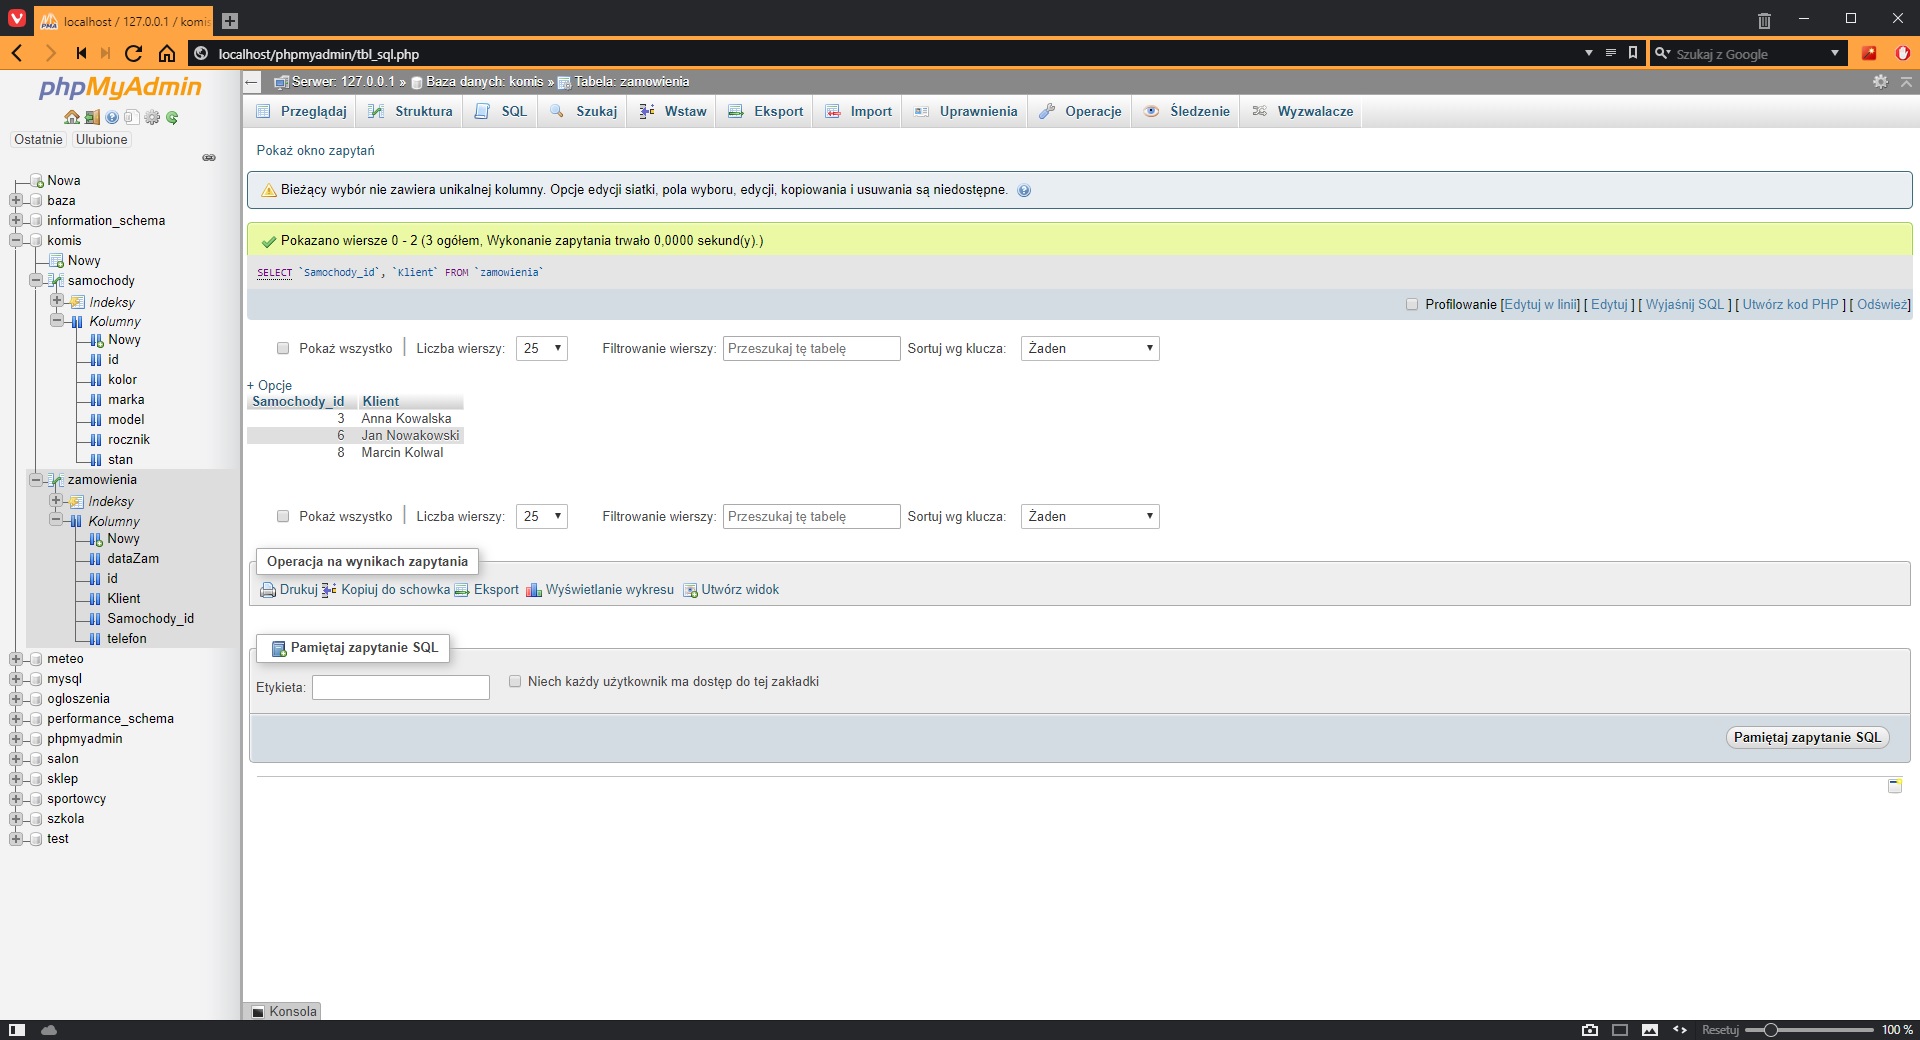 localhost / 127.0.0.1 / komis
localhost/phpmyadmin/tbl_sql.php
Szukaj z Google
phpMyAdmin
Ostatnie Ulubione
Nowa
baza
information_schema
komis
Nowy
samochody
Indeksy
Kolumny
Nowy
id
kolor
marka
model
rocznik
stan
zamowienia
Indeksy
Kolumny
Nowy
dataZam
id
Klient
Samochody_id
telefon
meteo
mysql
ogloszenia
performance_schema
phpmyadmin
salon
sklep
sportowcy
szkola
test
Serwer: 127.0.0.1 » Baza danych: komis » Tabela: zamowienia
Przeglądaj Struktura SQL Szukaj Wstaw Eksport Import Uprawnienia Operacje Śledzenie Wyzwalacze
Pokaż okno zapytań
Bieżący wybór nie zawiera unikalnej kolumny. Opcje edycji siatki, pola wyboru, edycji, kopiowania i usuwania są niedostępne.
Pokazano wiersze 0 - 2 (3 ogółem, Wykonanie zapytania trwało 0,0000 sekund(y).)
SELECT `Samochody_id`, `Klient` FROM `zamowienia`
Profilowanie [Edytuj w linii] [ Edytuj ] [ Wyjaśnij SQL ] [ Utwórz kod PHP ] [ Odśwież]
Pokaż wszystko | Liczba wierszy: 25 Filtrowanie wierszy: Przeszukaj tę tabelę Sortuj wg klucza: Żaden
+ Opcje
Samochody_id Klient
3 Anna Kowalska
6 Jan Nowakowski
8 Marcin Kolwal
Pokaż wszystko | Liczba wierszy: 25 Filtrowanie wierszy: Przeszukaj tę tabelę Sortuj wg klucza: Żaden
Operacja na wynikach zapytania
Drukuj Kopiuj do schowka Eksport Wyświetlanie wykresu Utwórz widok
Pamiętaj zapytanie SQL
Etykieta: Niech każdy użytkownik ma dostęp do tej zakładki
Pamiętaj zapytanie SQL
Konsola
Resetuj 100 %